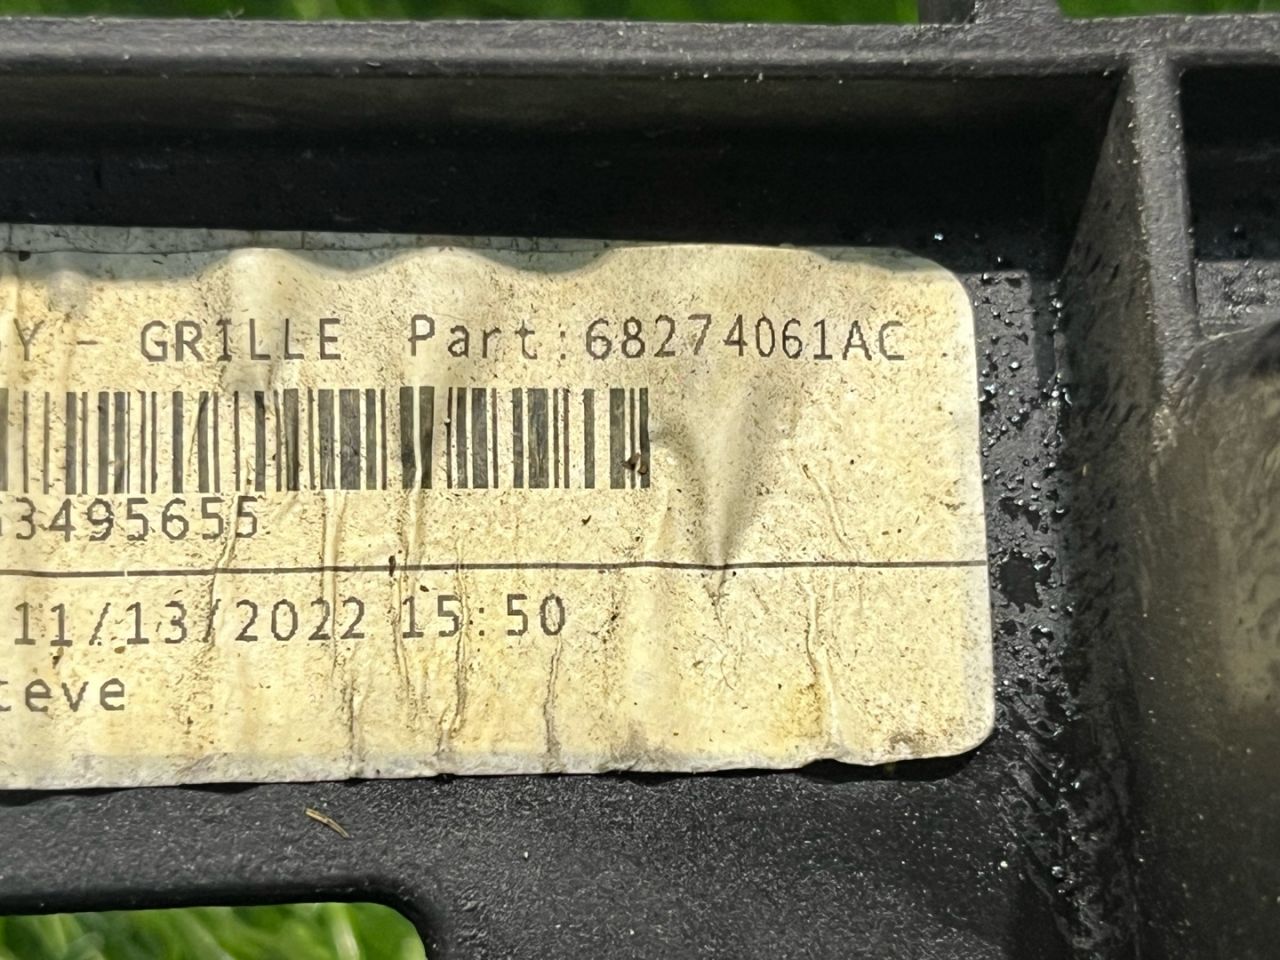 Y - GRILLE Part:68274061AC
3495655
11/13/2022 15:50
teve